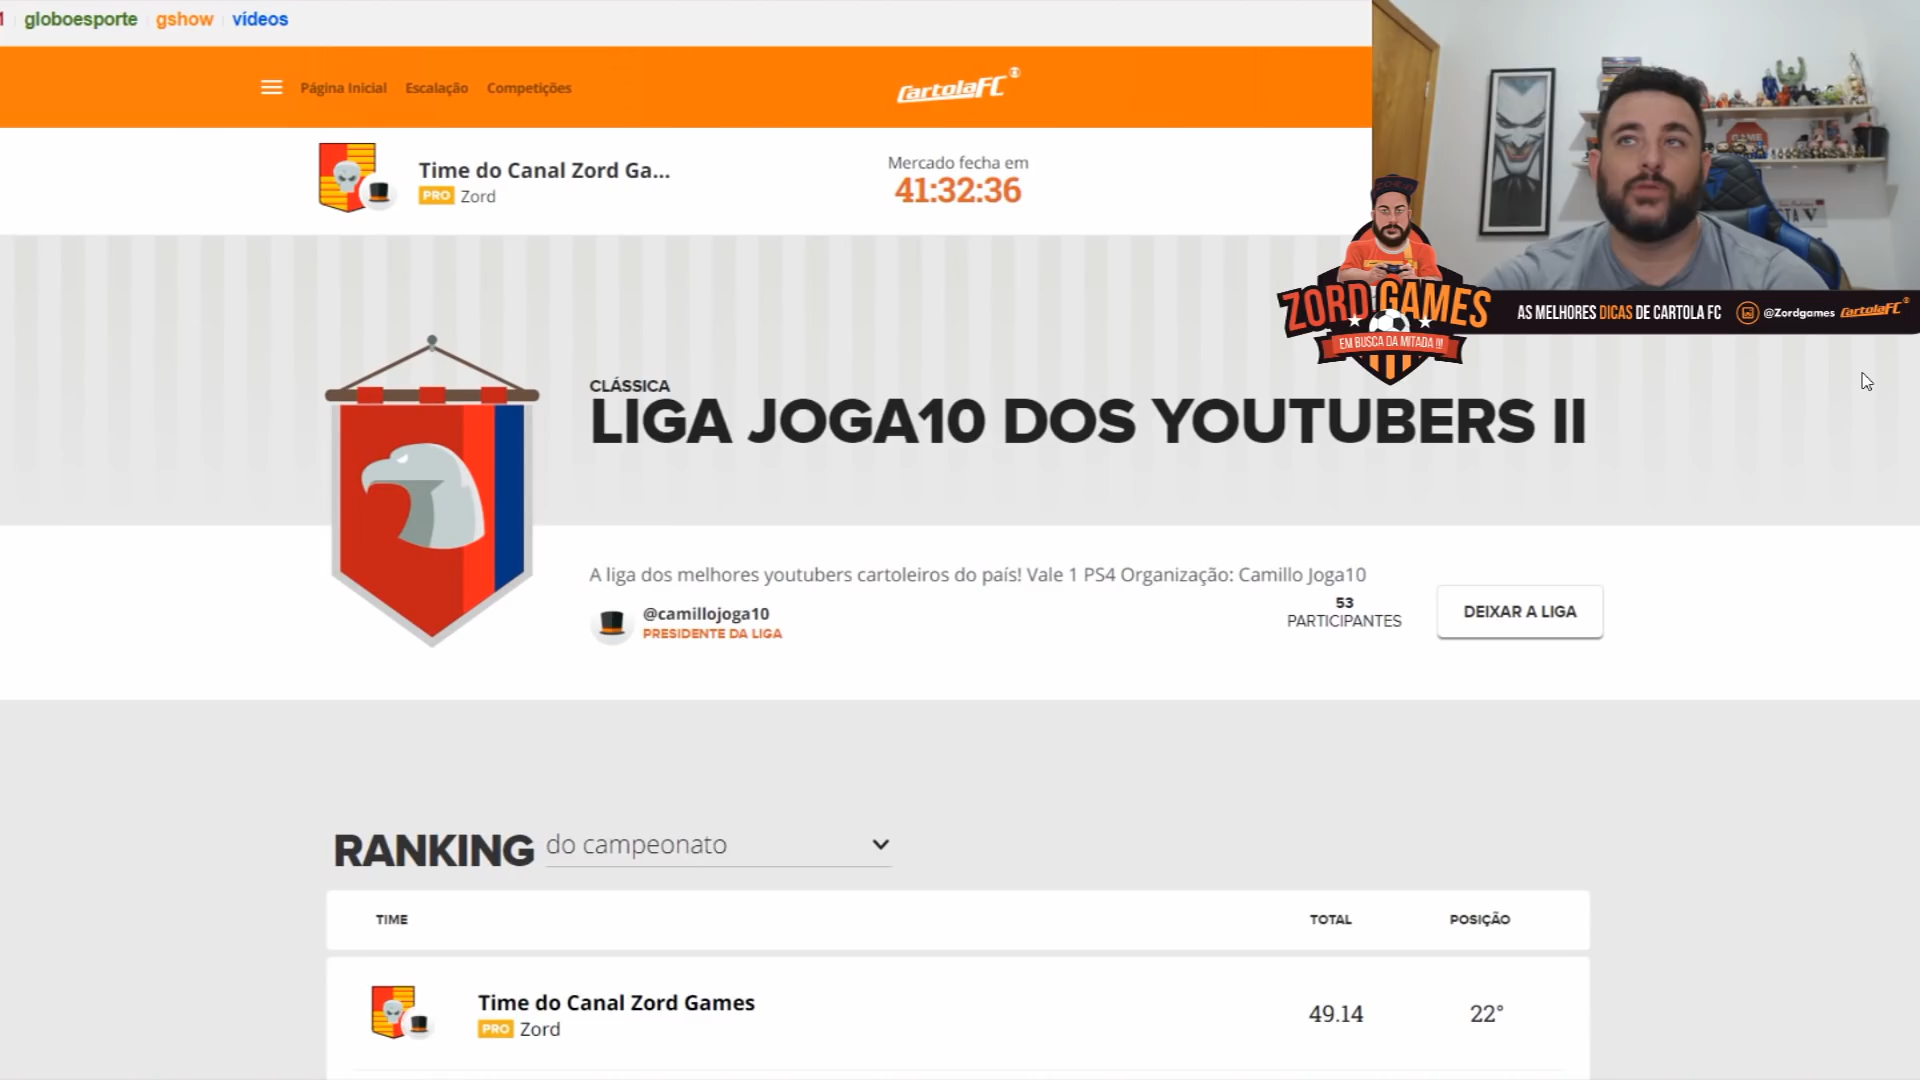 globoesporte gshow vídeos
Página Inicial Escalação Competições
CartolaFC
Time do Canal Zord Ga...
PRO Zord
Mercado fecha em
41:32:36
GAME
ZORD GAMES
EM BUSCA DA MITADA !!!
AS MELHORES DICAS DE CARTOLA FC @Zordgames CartolaFC
CLÁSSICA
LIGA JOGA10 DOS YOUTUBERS II
A liga dos melhores youtubers cartoleiros do país! Vale 1 PS4 Organização: Camillo Joga10
@camillojoga10
PRESIDENTE DA LIGA
53
PARTICIPANTES
DEIXAR A LIGA
RANKING do campeonato
TIME TOTAL POSIÇÃO
Time do Canal Zord Games
PRO Zord
49.14 22°